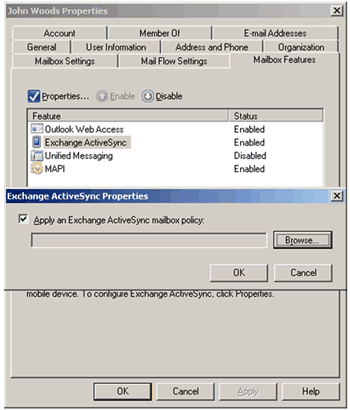 John Woods Properties
Account Member Of E-mail Addresses
General User Information Address and Phone Organization
Mailbox Settings Mail Flow Settings Mailbox Features
Properties... Enable Disable
Feature Status
Outlook Web Access Enabled
Exchange ActiveSync Enabled
Unified Messaging Disabled
MAPI Enabled
Exchange ActiveSync Properties
Apply an Exchange ActiveSync mailbox policy:
Browse...
OK Cancel
mobile device. To configure Exchange ActiveSync, click Properties.
OK Cancel Apply Help